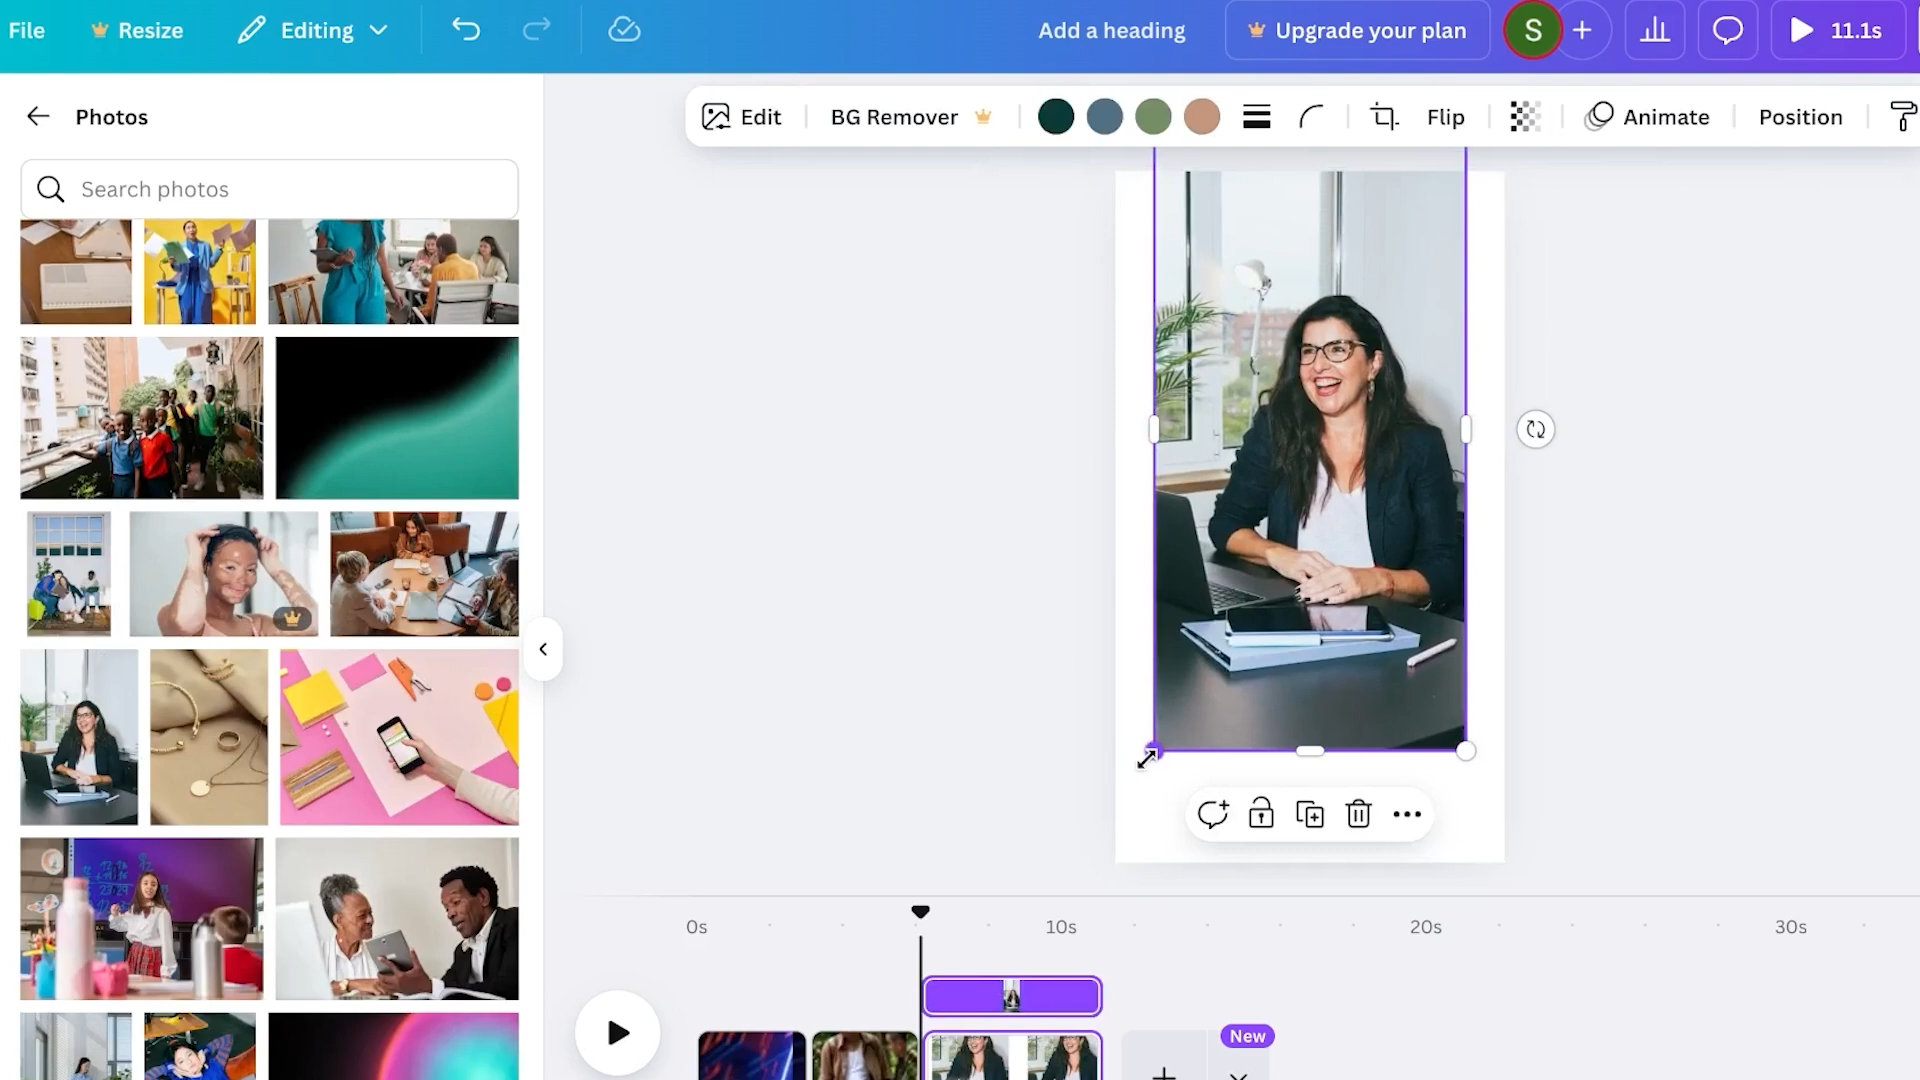 File
Resize
Editing
Add a heading
Upgrade your plan
S
11.1s
Photos
Edit
BG Remover
Flip
Animate
Position
Search photos
0s
10s
20s
30s
New